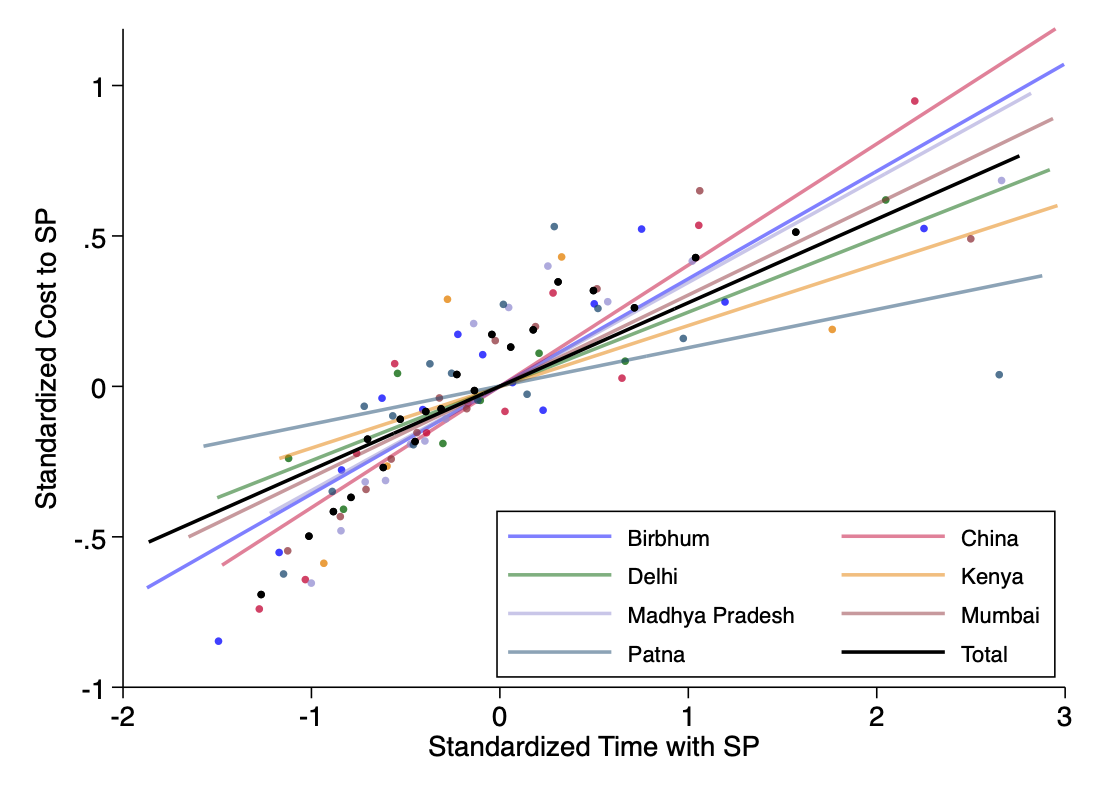 Standardized Cost to SP
1
.5
0
-.5
-1
Birbhum China
Delhi Kenya
Madhya Pradesh Mumbai
Patna Total
-2 -1 0 1 2 3
Standardized Time with SP